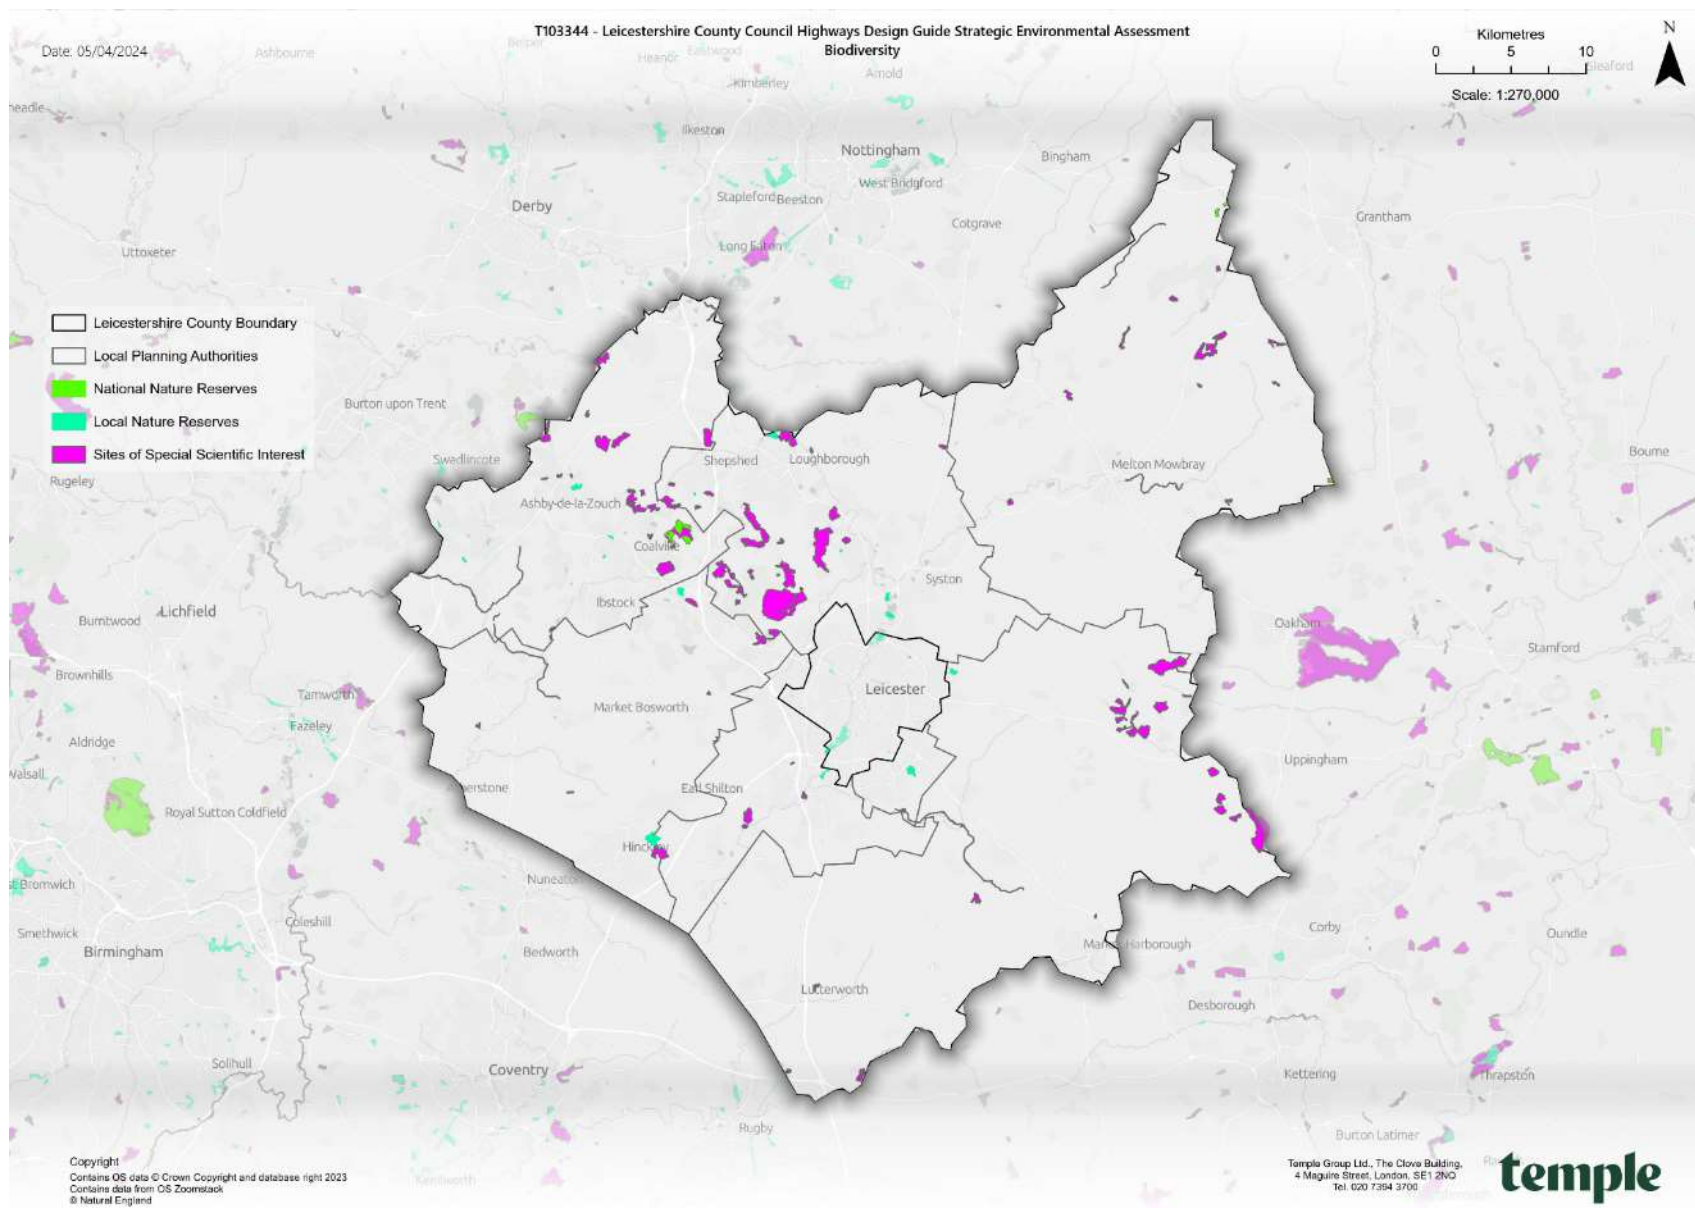 T103344 - Leicestershire County Council Highways Design Guide Strategic Environmental Assessment
Biodiversity
Date: 05/04/2024
N
Kilometres
0 5 10
Scale: 1:270,000
Ashbourne
Belper
Heanor
Eastwood
Kimberley
Arnold
Sleaford
neadle
Ilkeston
Nottingham
Bingham
West Bridgford
Stapleford
Beeston
Derby
Cotgrave
Grantham
Long Eaton
Uttoxeter
Leicestershire County Boundary
Local Planning Authorities
National Nature Reserves
Local Nature Reserves
Sites of Special Scientific Interest
Burton upon Trent
Swedlincote
Rugeley
Shepshed
Loughborough
Melton Mowbray
Bourne
Ashby-de-la-Zouch
Coalville
Syston
Ibstock
Burntwood
Lichfield
Oakham
Stamford
Brownhills
Tamworth
Fazeley
Market Bosworth
Leicester
Aldridge
Walsall
Uppingham
Royal Sutton Coldfield
Earl Shilton
Hinckley
Nuneaton
st Bromwich
Smethwick
Birmingham
Coleshill
Bedworth
Market Harborough
Corby
Oundle
Lutterworth
Desborough
Solihull
Coventry
Kettering
Thrapston
Rugby
Burton Latimer
Kenilworth
Copyright
Contains OS data © Crown Copyright and database right 2023
Contains data from OS Zoomstack
© Natural England
Temple Group Ltd., The Clove Building,
4 Maguire Street, London, SE1 2NQ
Tel. 020 7394 3700
temple